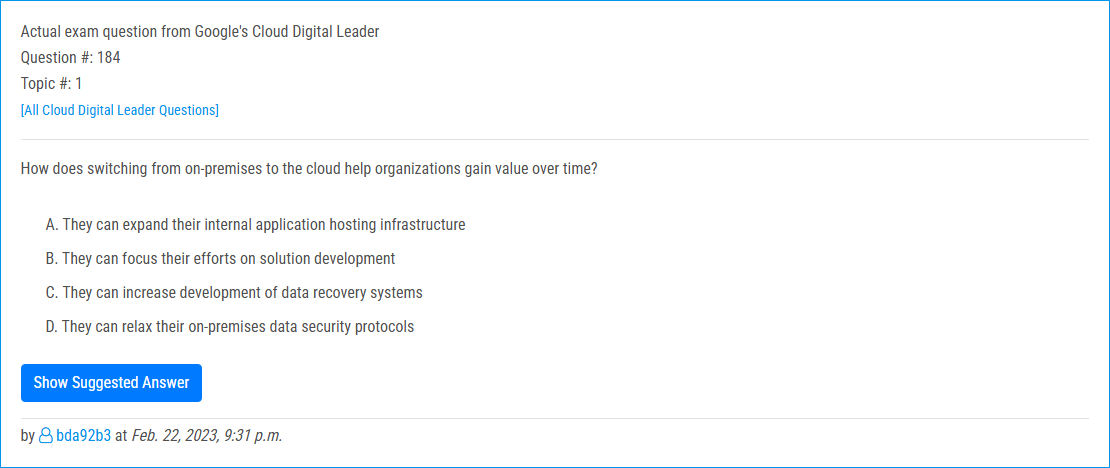 Actual exam question from Google's Cloud Digital Leader
Question #: 184
Topic #: 1
[All Cloud Digital Leader Questions]
How does switching from on-premises to the cloud help organizations gain value over time?
A. They can expand their internal application hosting infrastructure
B. They can focus their efforts on solution development
C. They can increase development of data recovery systems
D. They can relax their on-premises data security protocols
Show Suggested Answer
by bda92b3 at Feb. 22, 2023, 9:31 p.m.